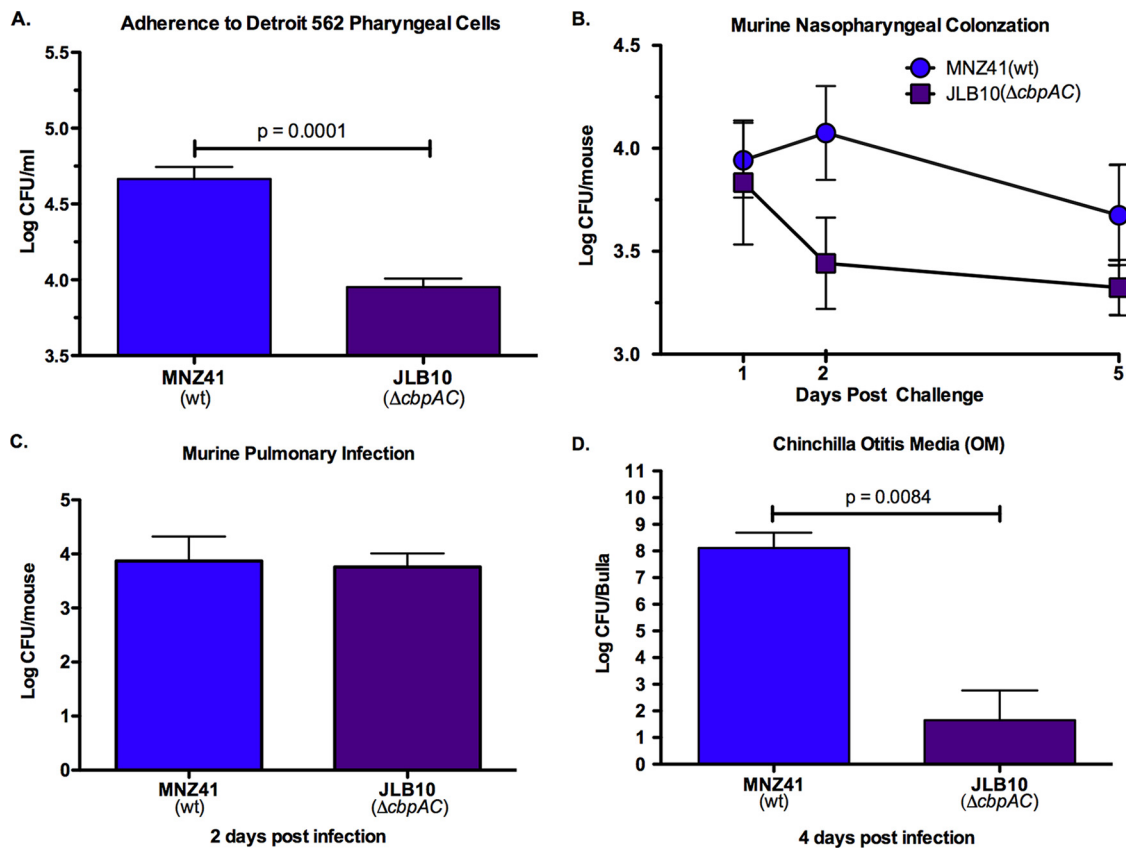 A.
Adherence to Detroit 562 Pharyngeal Cells
5.5
5.0
4.5
4.0
3.5
Log CFU/ml
p = 0.0001
MNZ41
(wt)
JLB10
(ΔcbpAC)
B.
Murine Nasopharyngeal Colonzation
4.5
4.0
3.5
3.0
Log CFU/mouse
MNZ41(wt)
JLB10(ΔcbpAC)
1
2
5
Days Post Challenge
C.
Murine Pulmonary Infection
5
4
3
2
1
0
Log CFU/mouse
MNZ41
(wt)
JLB10
(ΔcbpAC)
2 days post infection
D.
Chinchilla Otitis Media (OM)
11
10
9
8
7
6
5
4
3
2
1
0
Log CFU/Bulla
p = 0.0084
MNZ41
(wt)
JLB10
(ΔcbpAC)
4 days post infection